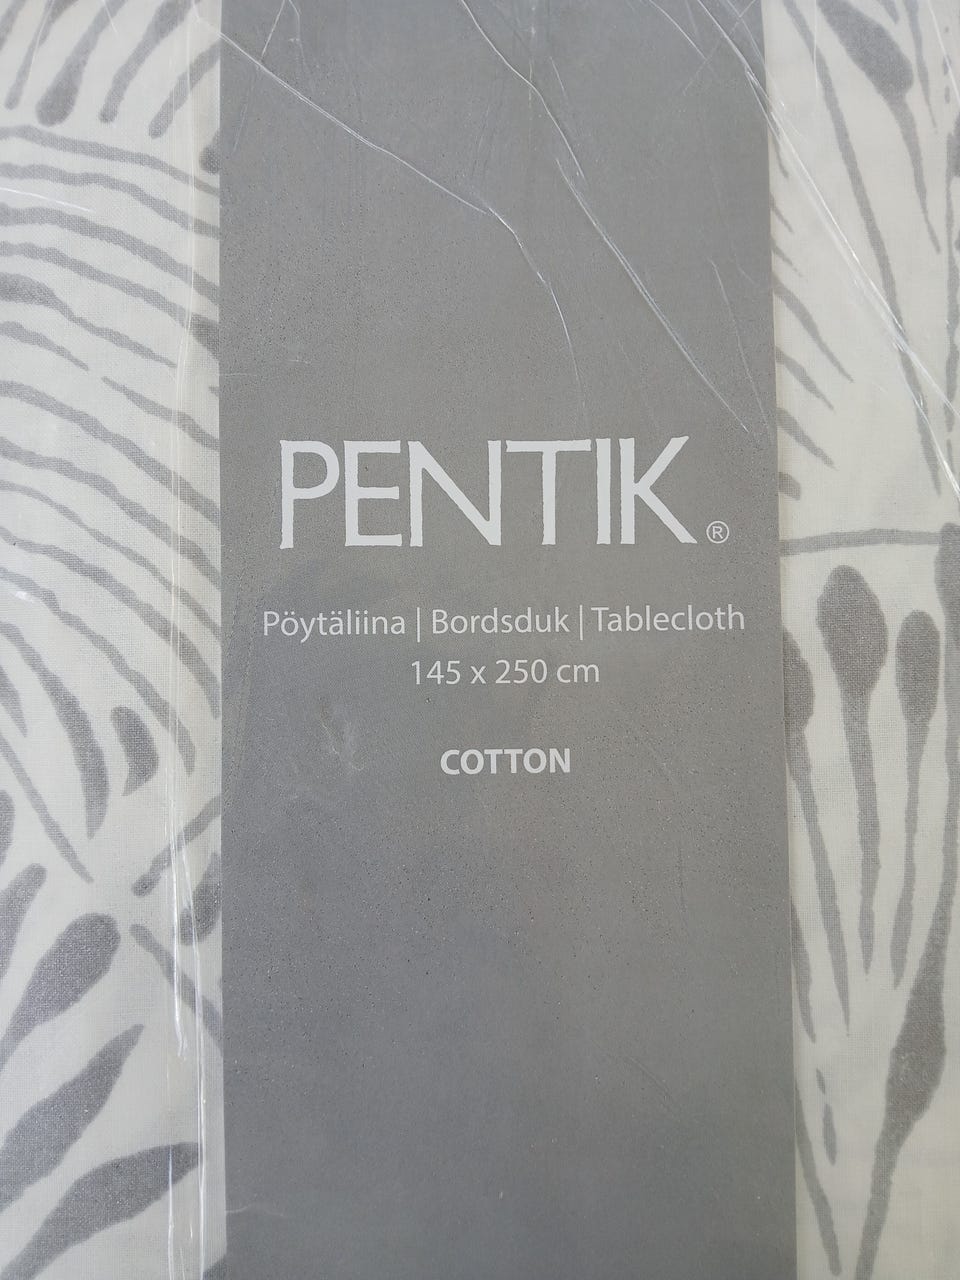 PENTIK®
Pöytäliina | Bordsduk | Tablecloth
145 x 250 cm
COTTON